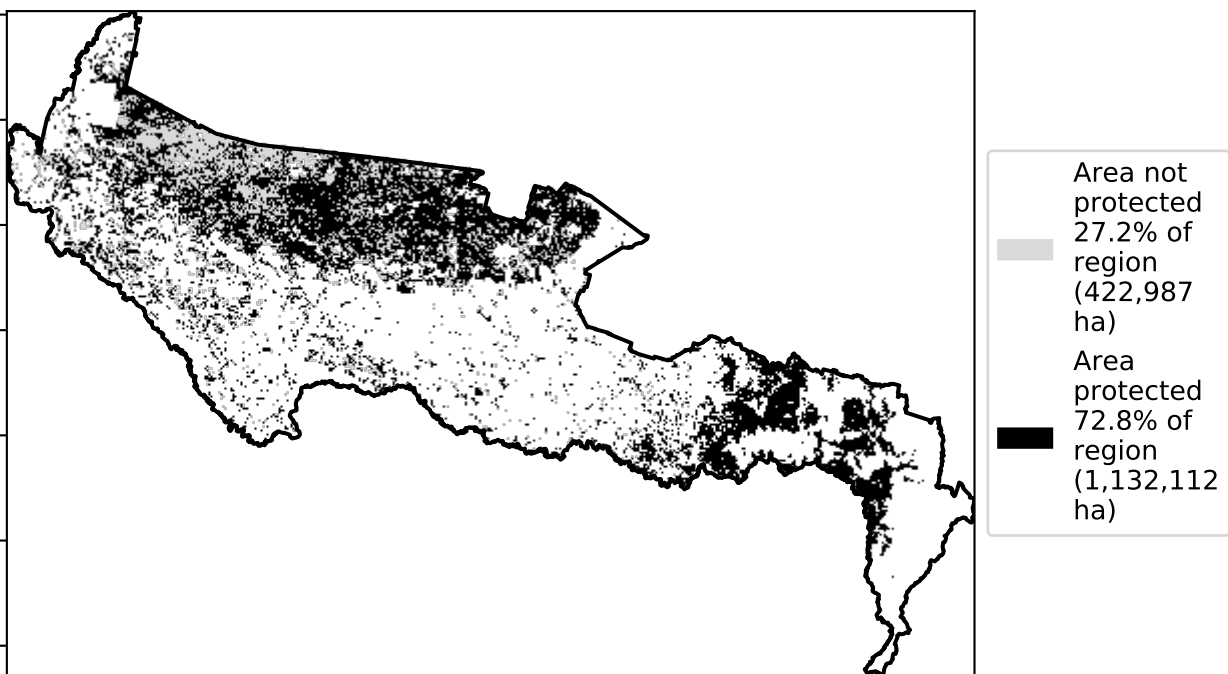 Area not
protected
27.2% of
region
(422,987
ha)
Area
protected
72.8% of
region
(1,132,112
ha)